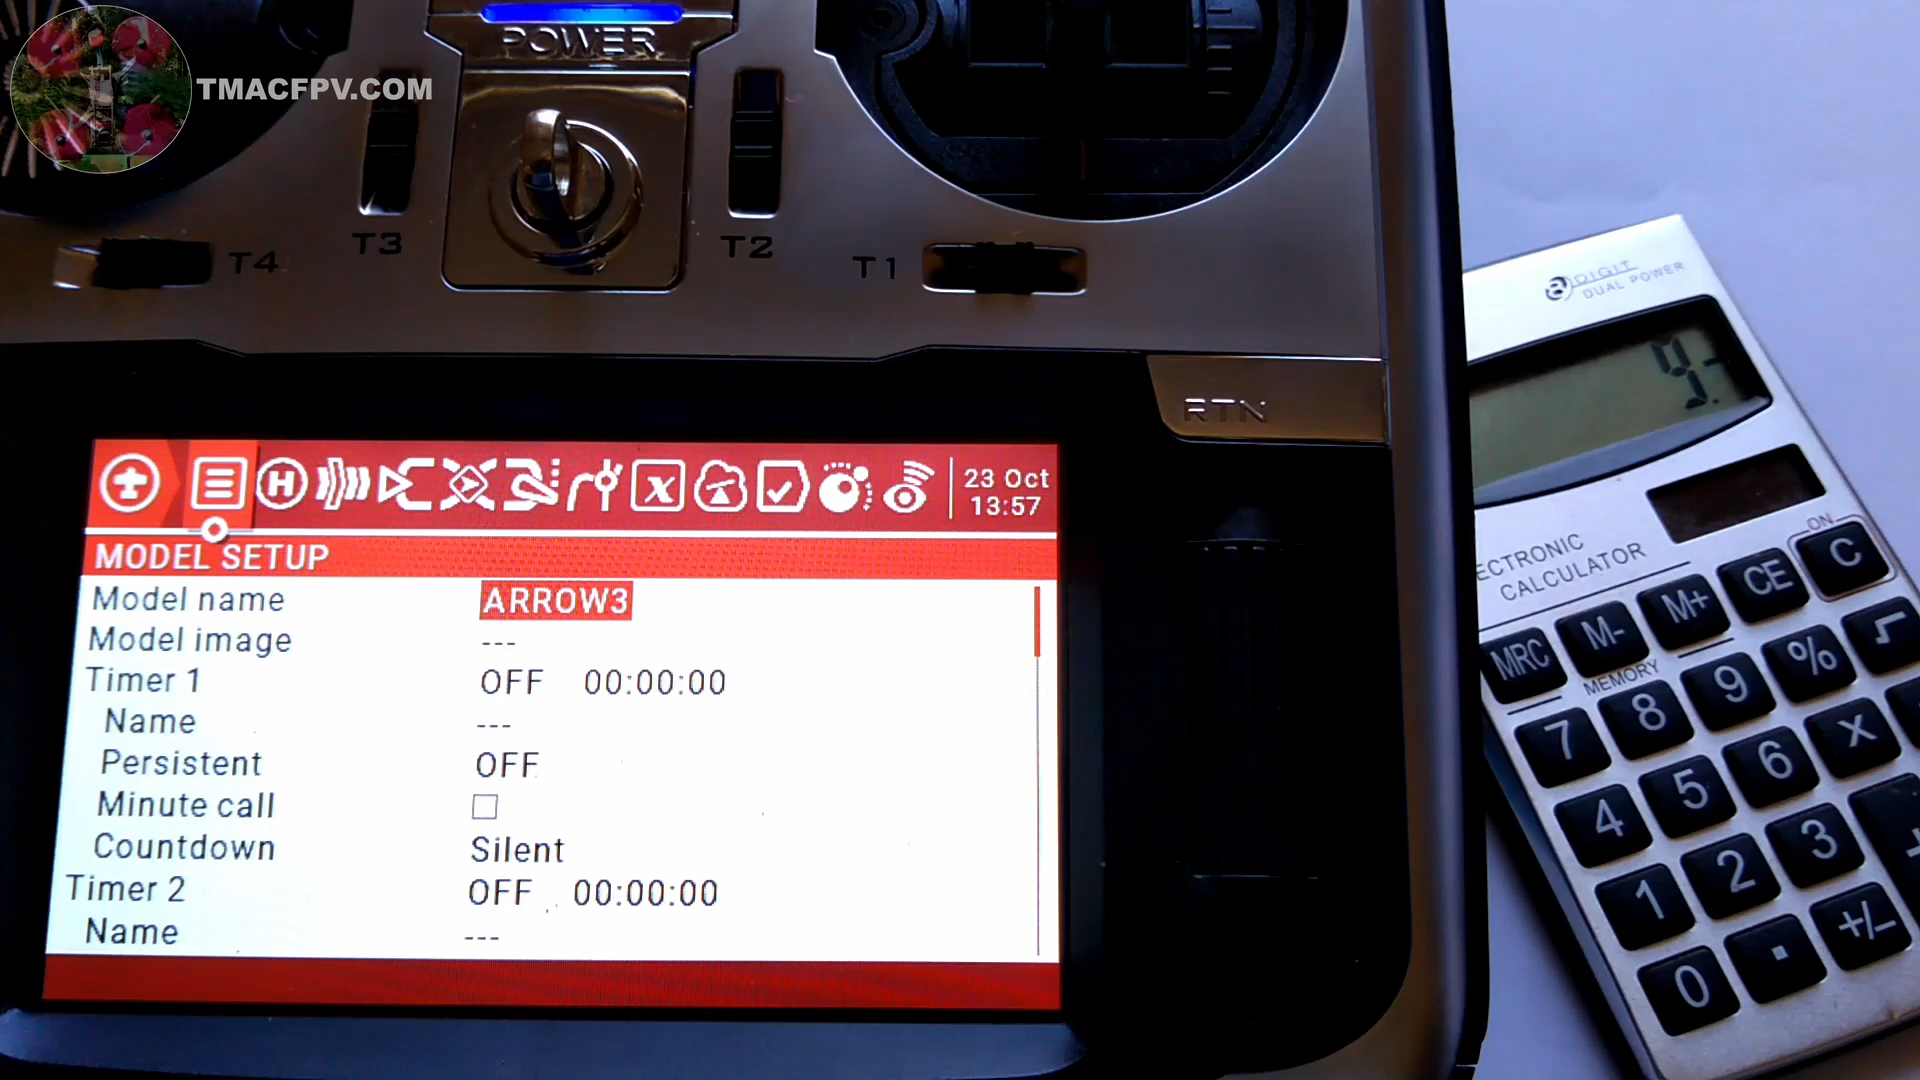 TMACFPV.COM
POWER
T4
T3
T2
T1
RTN
23 Oct
13:57
MODEL SETUP
Model name ARROW3
Model image ---
Timer 1 OFF 00:00:00
Name ---
Persistent OFF
Minute call
Countdown Silent
Timer 2 OFF 00:00:00
Name ---
8 DIGIT
DUAL POWER
ECTRONIC
CALCULATOR
ON
MRC M- M+ CE C
MEMORY
7 8 9 % √
4 5 6 X
1 2 3
0 . +/-